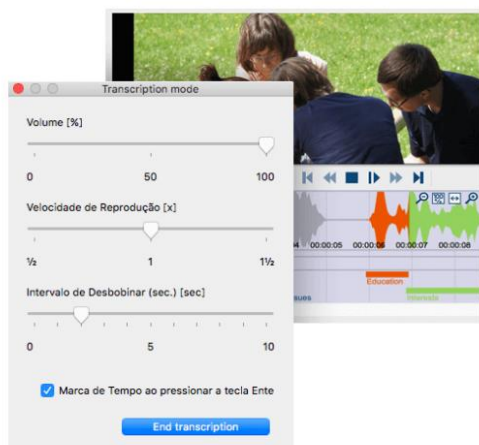 Transcription mode
Volume [%]
0 50 100
Velocidade de Reprodução [x]
½ 1 1½
Intervalo de Desbobinar (sec.) [sec]
0 5 10
Marca de Tempo ao pressionar a tecla Ente
End transcription
00:00:05 00:00:06 00:00:07 00:00:08
Education
Interests